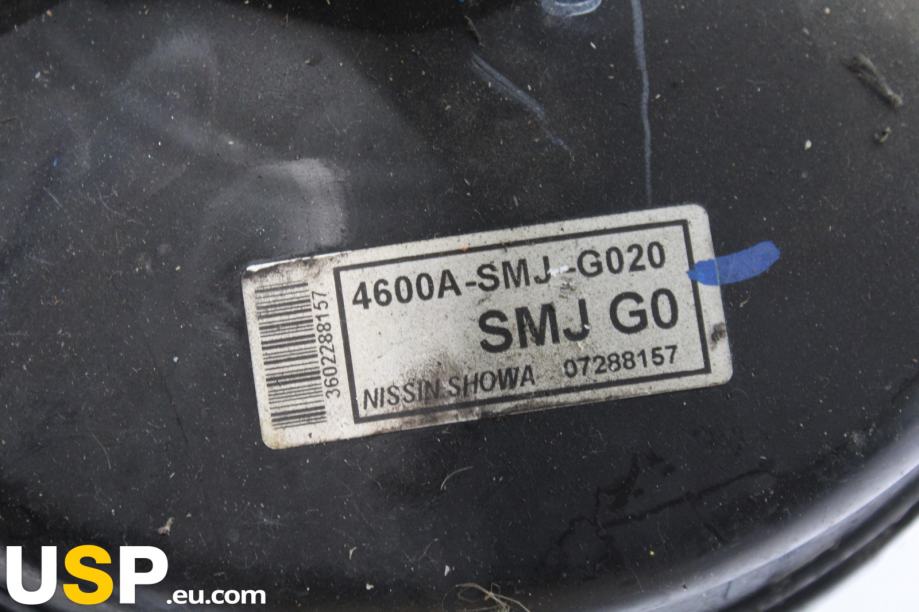 4600A-SMJ -G020
SMJ G0
NISSIN SHOWA 07288157
3602288157
USP.eu.com